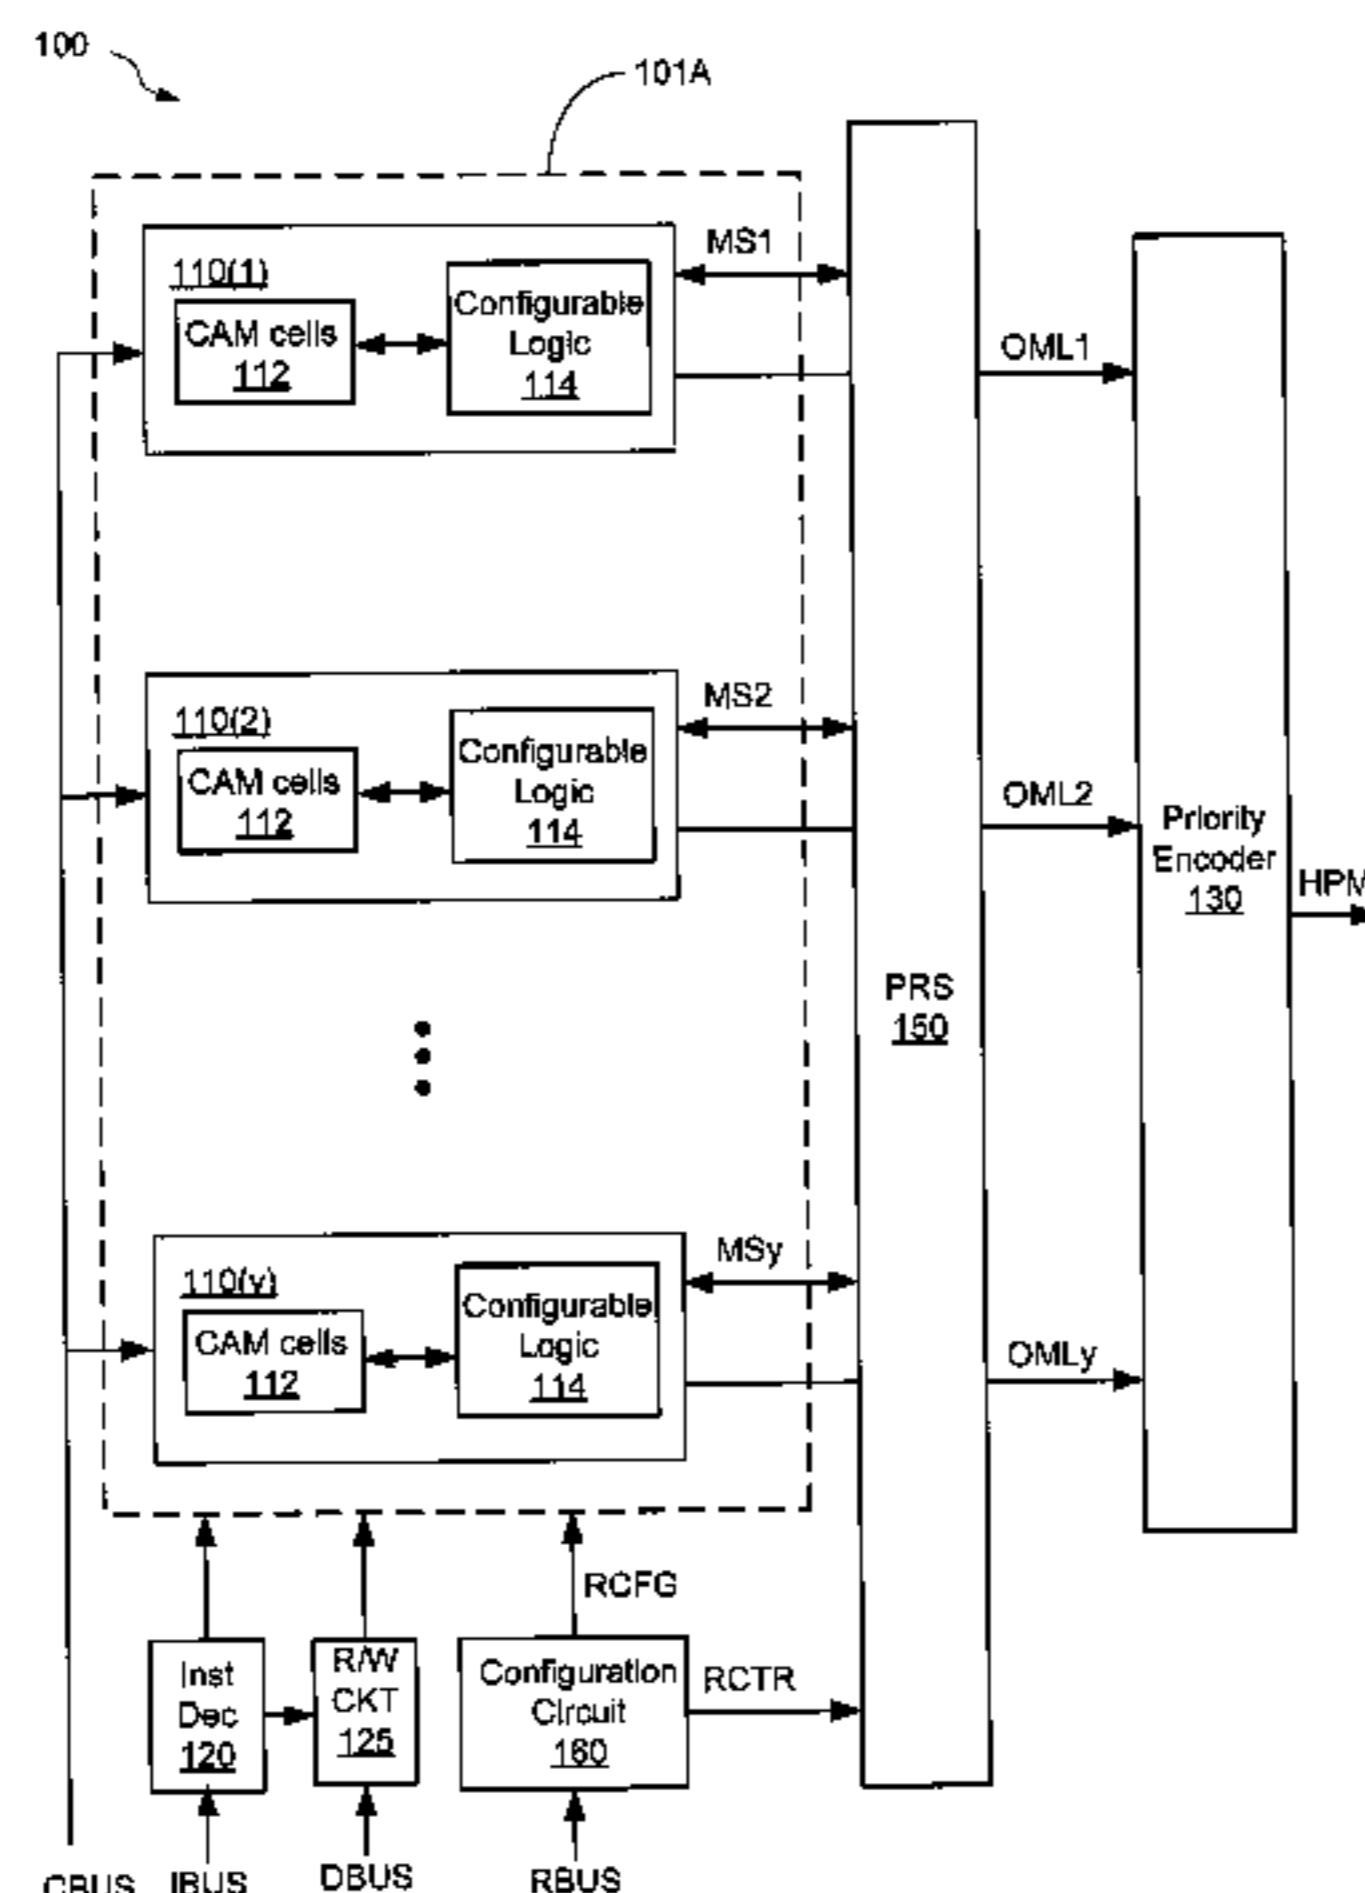 100
101A
110(1)
CAM cells
112
Configurable
Logic
114
MS1
OML1
110(2)
CAM cells
112
Configurable
Logic
114
MS2
OML2
Priority
Encoder
130
HPM
PRS
150
110(y)
CAM cells
112
Configurable
Logic
114
MSy
OMLy
RCFG
Inst
Dec
120
R/W
CKT
125
Configuration
Circuit
160
RCTR
CBUS
IBUS
DBUS
RBUS